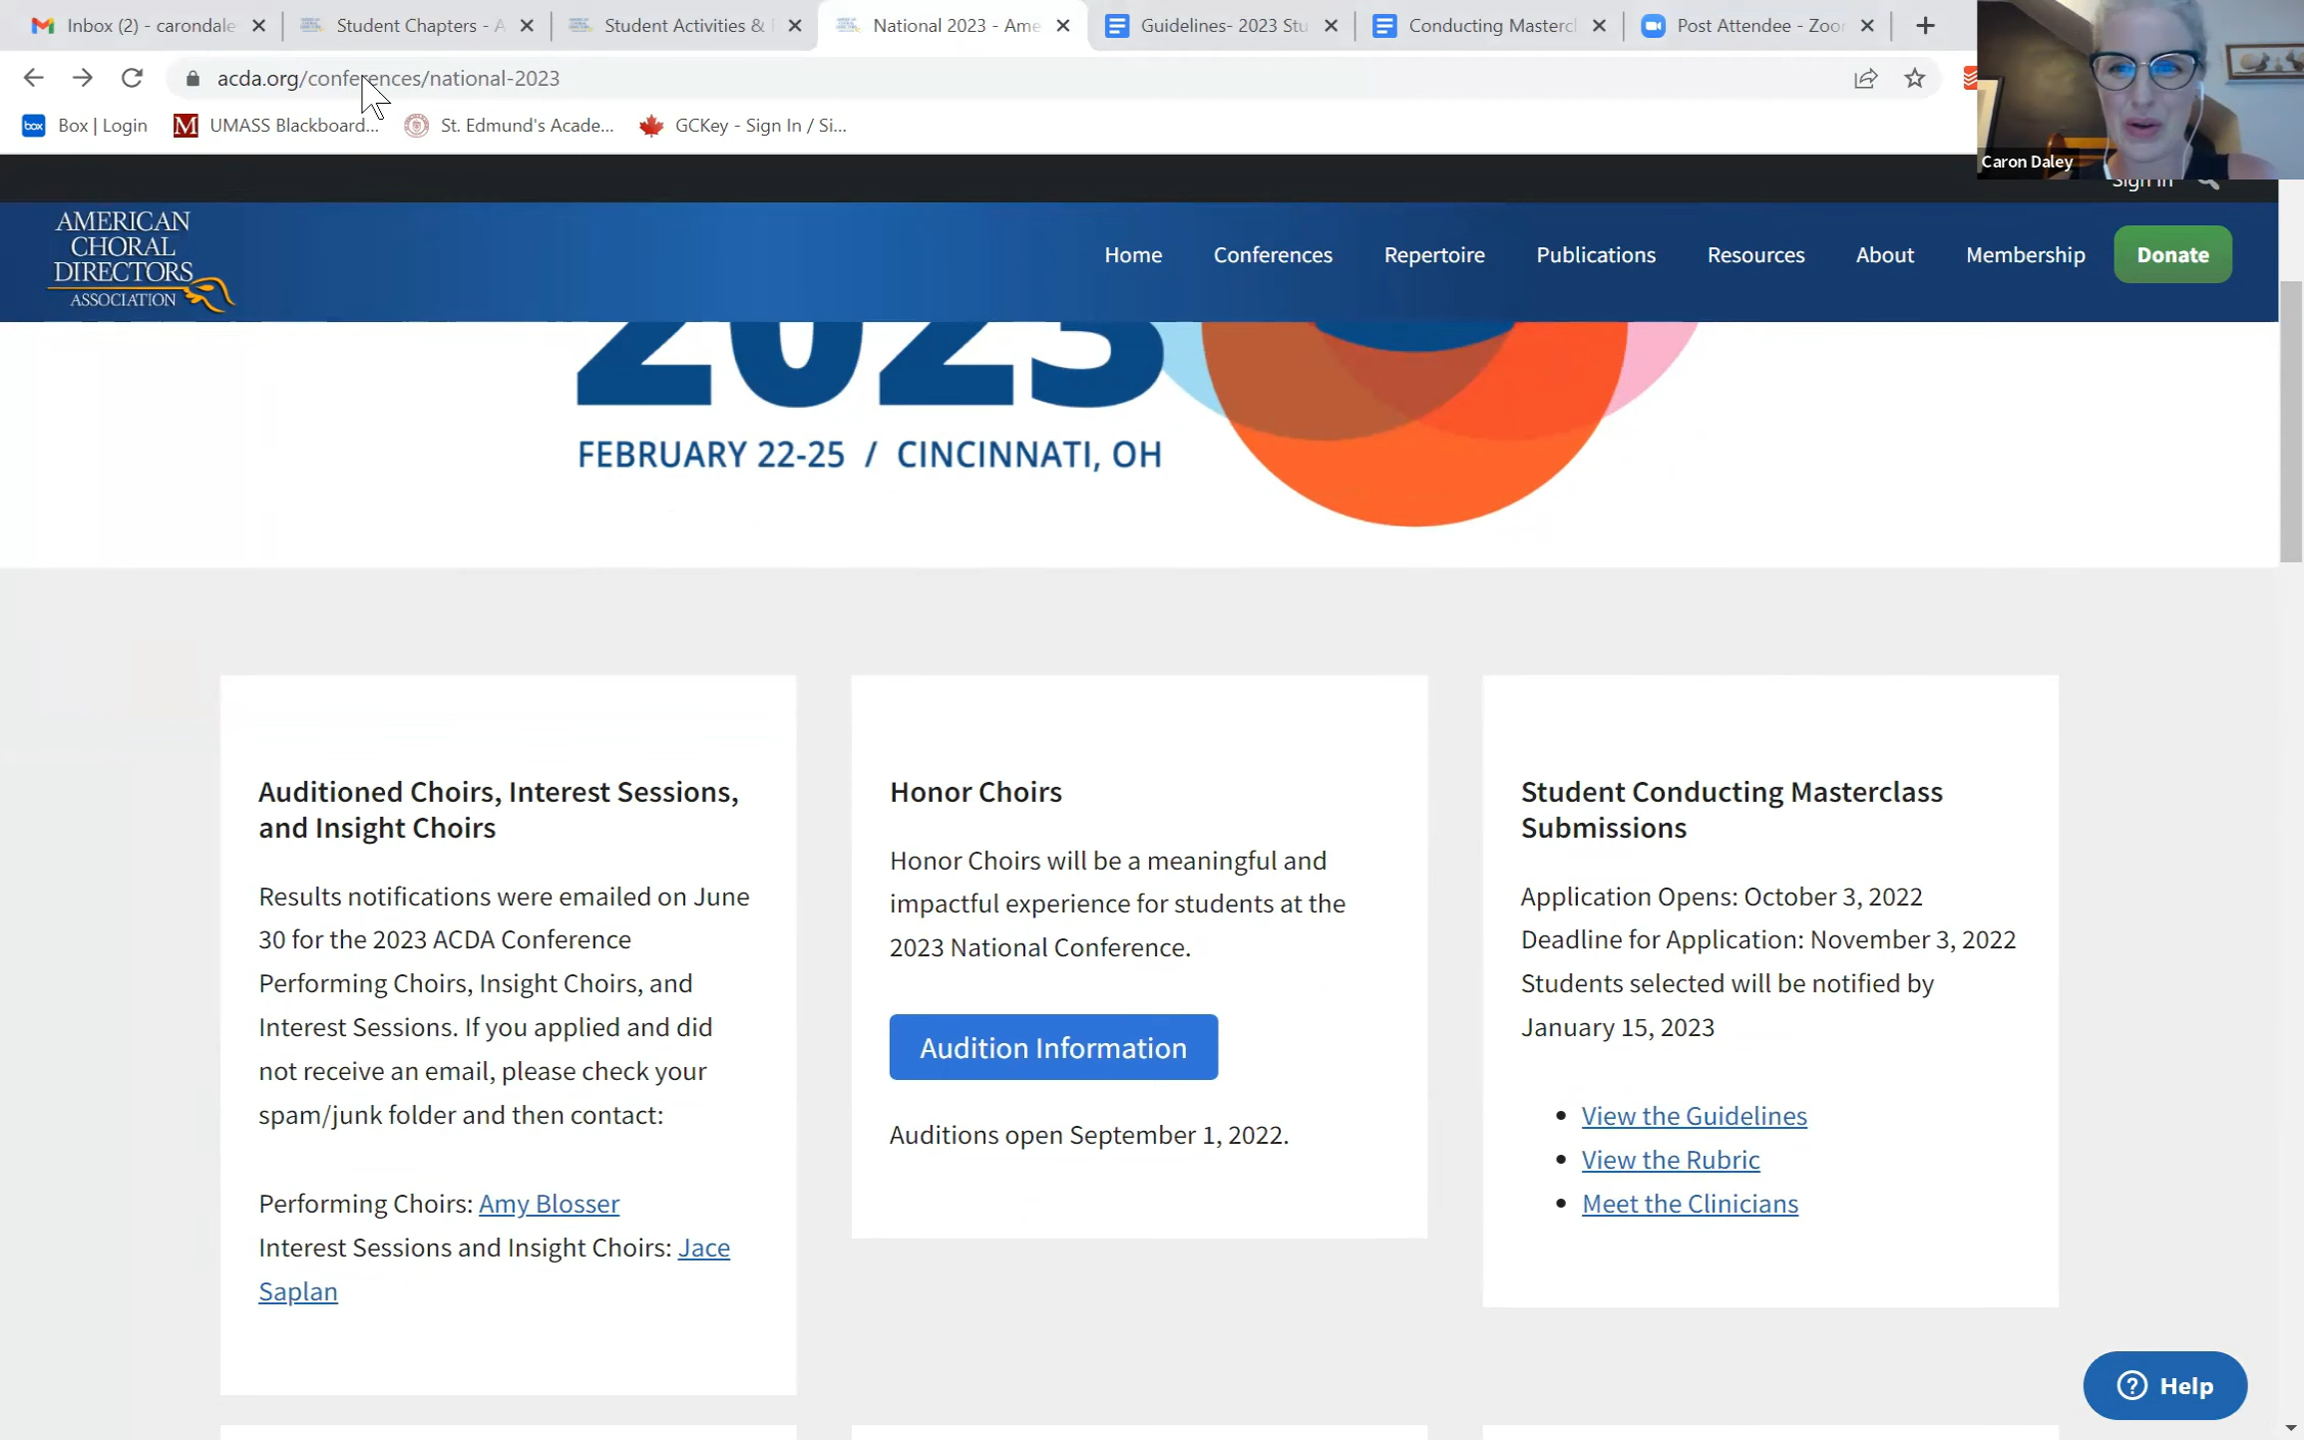 Inbox (2) - carondale
Student Chapters - A
Student Activities &
National 2023 - Ame
Guidelines- 2023 Stu
Conducting Mastercl
Post Attendee - Zoor
acda.org/conferences/national-2023
Box | Login
UMASS Blackboard...
St. Edmund's Acade...
GCKey - Sign In / Si...
Caron Daley
Sign In
AMERICAN
CHORAL
DIRECTORS
ASSOCIATION
Home
Conferences
Repertoire
Publications
Resources
About
Membership
Donate
2023
FEBRUARY 22-25 / CINCINNATI, OH
Auditioned Choirs, Interest Sessions,
and Insight Choirs
Results notifications were emailed on June
30 for the 2023 ACDA Conference
Performing Choirs, Insight Choirs, and
Interest Sessions. If you applied and did
not receive an email, please check your
spam/junk folder and then contact:
Performing Choirs: Amy Blosser
Interest Sessions and Insight Choirs: Jace
Saplan
Honor Choirs
Honor Choirs will be a meaningful and
impactful experience for students at the
2023 National Conference.
Audition Information
Auditions open September 1, 2022.
Student Conducting Masterclass
Submissions
Application Opens: October 3, 2022
Deadline for Application: November 3, 2022
Students selected will be notified by
January 15, 2023
• View the Guidelines
• View the Rubric
• Meet the Clinicians
Help